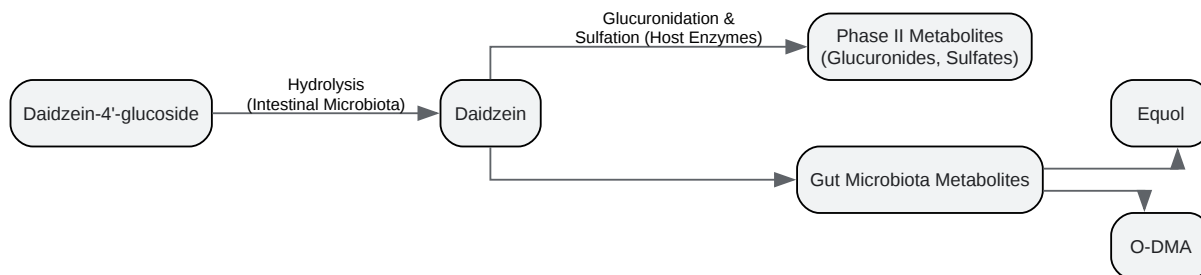 Glucuronidation &
Sulfation (Host Enzymes)
Phase II Metabolites
(Glucuronides, Sulfates)
Hydrolysis
(Intestinal Microbiota)
Daidzein-4'-glucoside
Daidzein
Equol
Gut Microbiota Metabolites
O-DMA